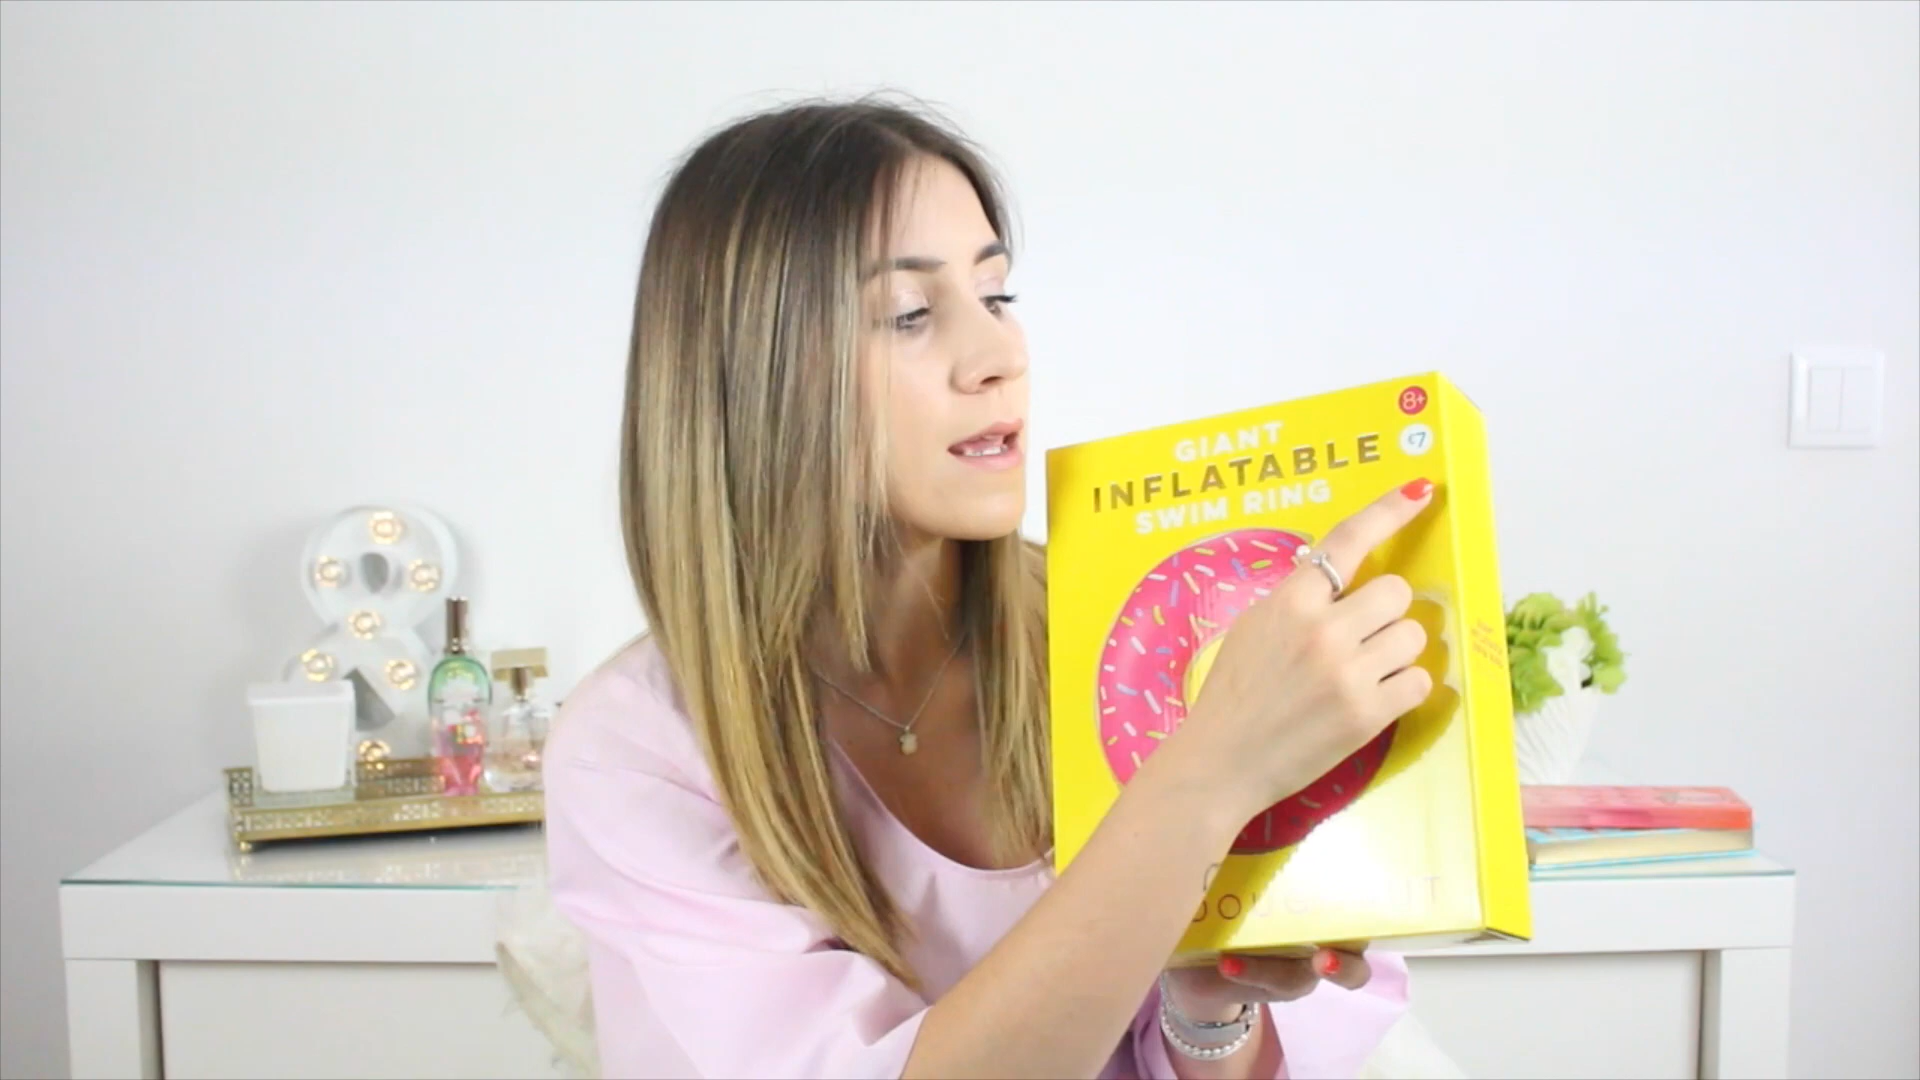 8+
GIANT
€7
INFLATABLE
SWIM RING